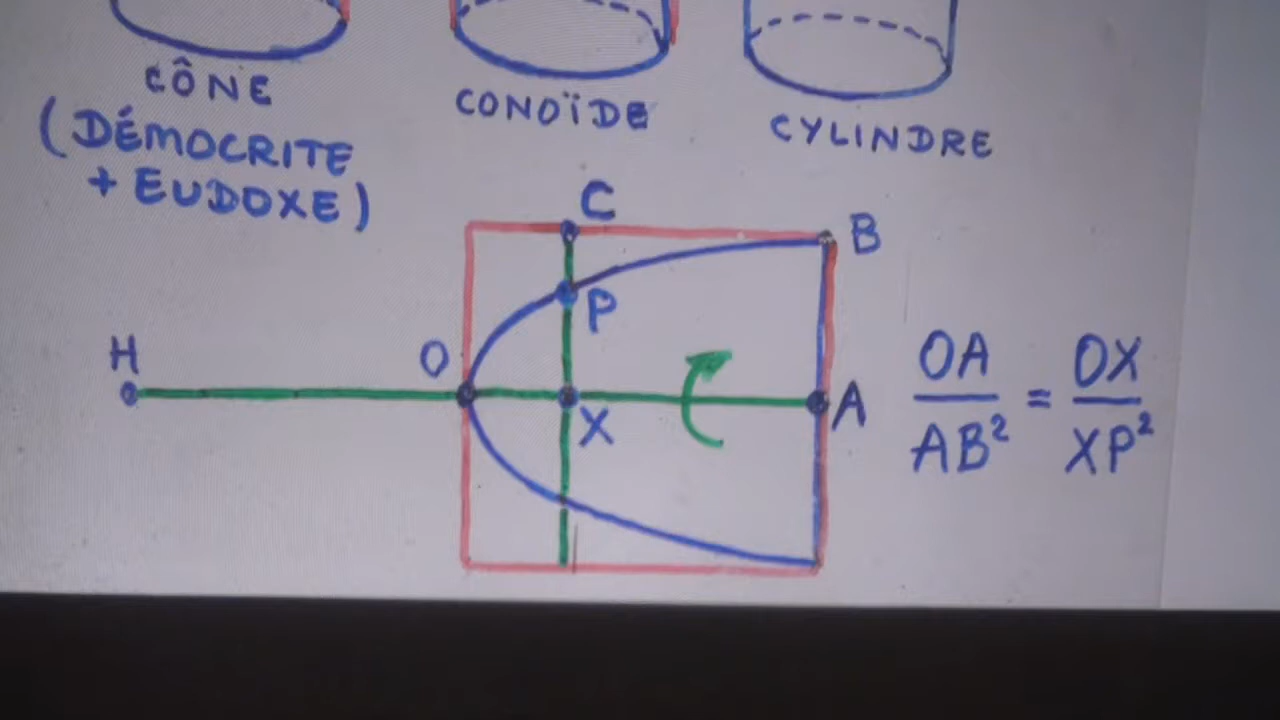 CÔNE
(DÉMOCRITE
+ EUDOXE)
CONOÏDE
CYLINDRE
C
B
P
H
O
X
A
OA/AB² = OX/XP²